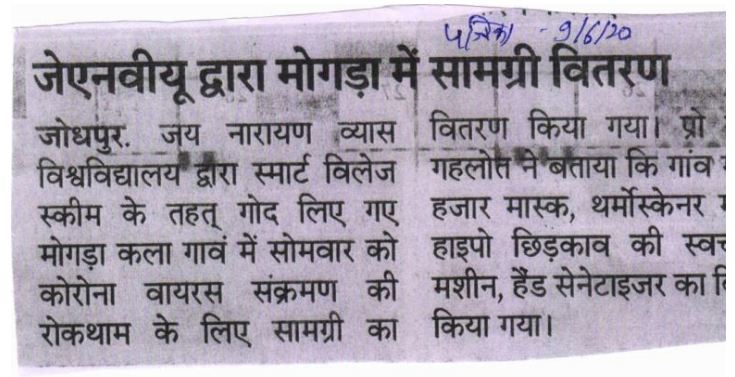 पत्रिका - 9/6/20
जेएनवीयू द्वारा मोगड़ा में सामग्री वितरण
जोधपुर. जय नारायण व्यास
विश्वविद्यालय द्वारा स्मार्ट विलेज
स्कीम के तहत् गोद लिए गए
मोगड़ा कला गावं में सोमवार को
कोरोना वायरस संक्रमण की
रोकथाम के लिए सामग्री का
वितरण किया गया। प्रो
गहलोत ने बताया कि गांव
हजार मास्क, थर्मोस्केनर
हाइपो छिड़काव की
मशीन, हैंड सेनेटाइजर का
किया गया।